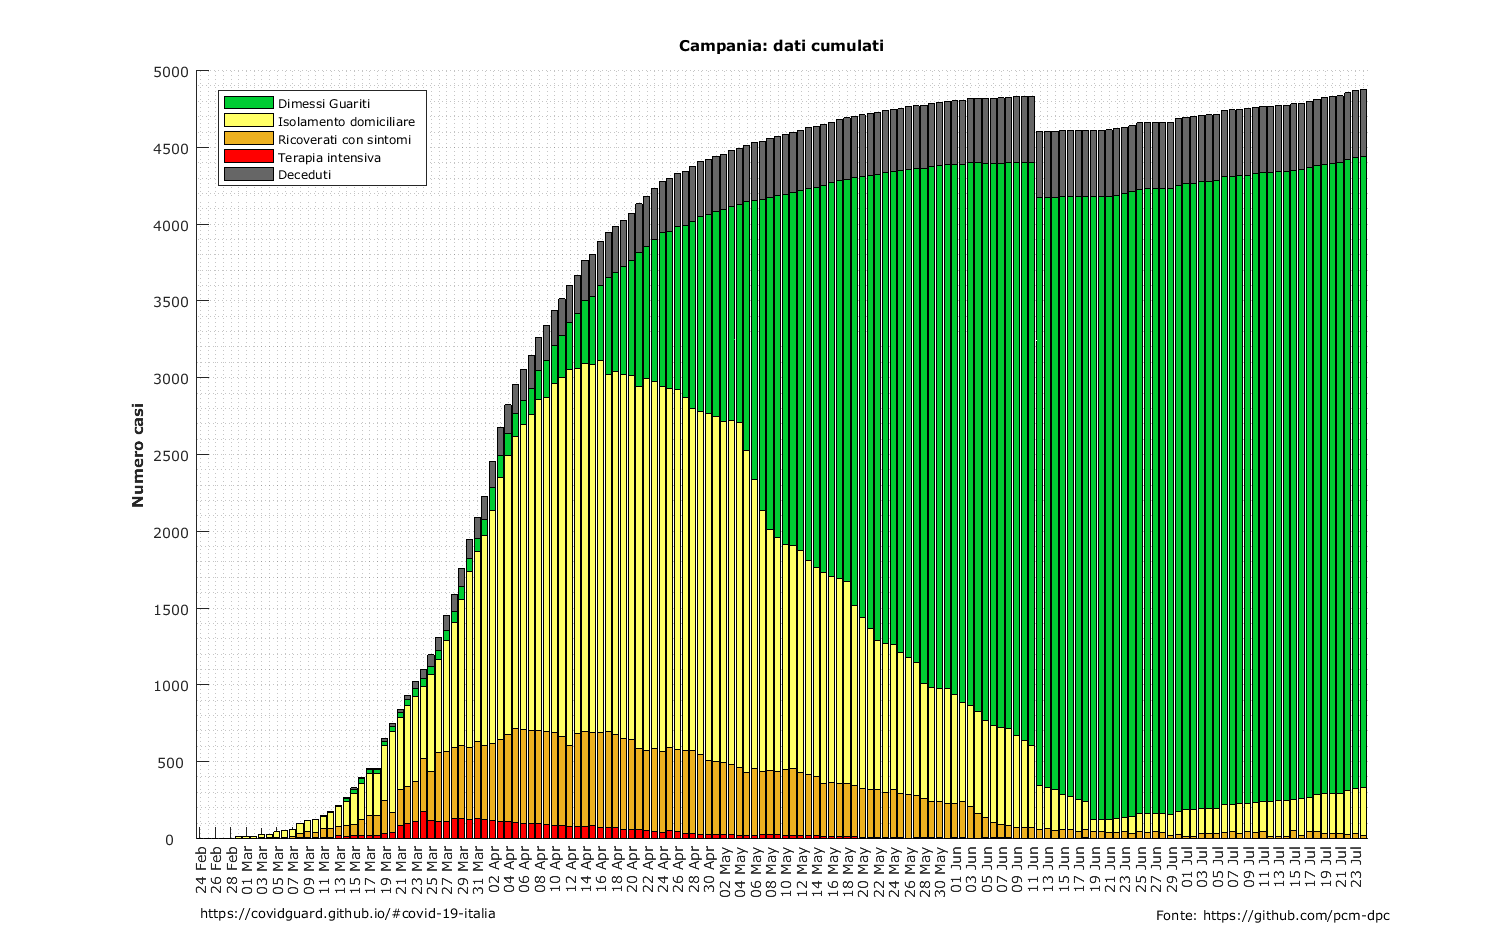 Campania: dati cumulati
5000
4500
4000
3500
3000
2500
2000
1500
1000
500
0
Numero casi
Dimessi Guariti
Isolamento domiciliare
Ricoverati con sintomi
Terapia intensiva
Deceduti
24 Feb
26 Feb
28 Feb
01 Mar
03 Mar
05 Mar
07 Mar
09 Mar
11 Mar
13 Mar
15 Mar
17 Mar
19 Mar
21 Mar
23 Mar
25 Mar
27 Mar
29 Mar
31 Mar
02 Apr
04 Apr
06 Apr
08 Apr
10 Apr
12 Apr
14 Apr
16 Apr
18 Apr
20 Apr
22 Apr
24 Apr
26 Apr
28 Apr
30 Apr
02 May
04 May
06 May
08 May
10 May
12 May
14 May
16 May
18 May
20 May
22 May
24 May
26 May
28 May
30 May
01 Jun
03 Jun
05 Jun
07 Jun
09 Jun
11 Jun
13 Jun
15 Jun
17 Jun
19 Jun
21 Jun
23 Jun
25 Jun
27 Jun
29 Jun
01 Jul
03 Jul
05 Jul
07 Jul
09 Jul
11 Jul
13 Jul
15 Jul
17 Jul
19 Jul
21 Jul
23 Jul
https://covidguard.github.io/#covid-19-italia
Fonte: https://github.com/pcm-dpc